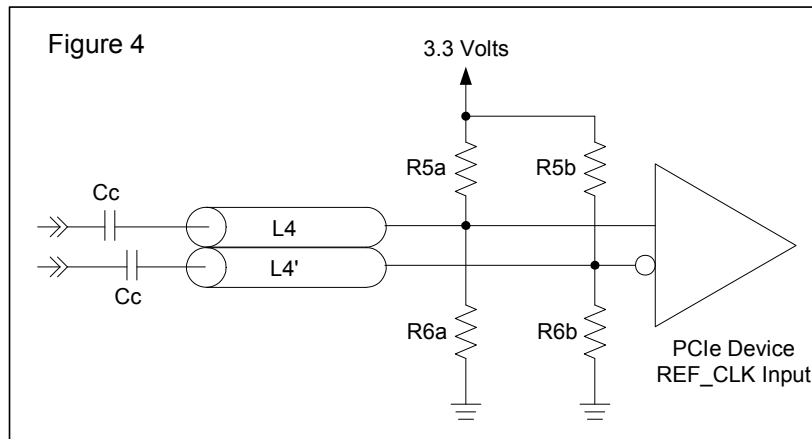 Figure 4
3.3 Volts
R5a
R5b
Cc
L4
L4'
Cc
R6a
R6b
PCIe Device
REF_CLK Input